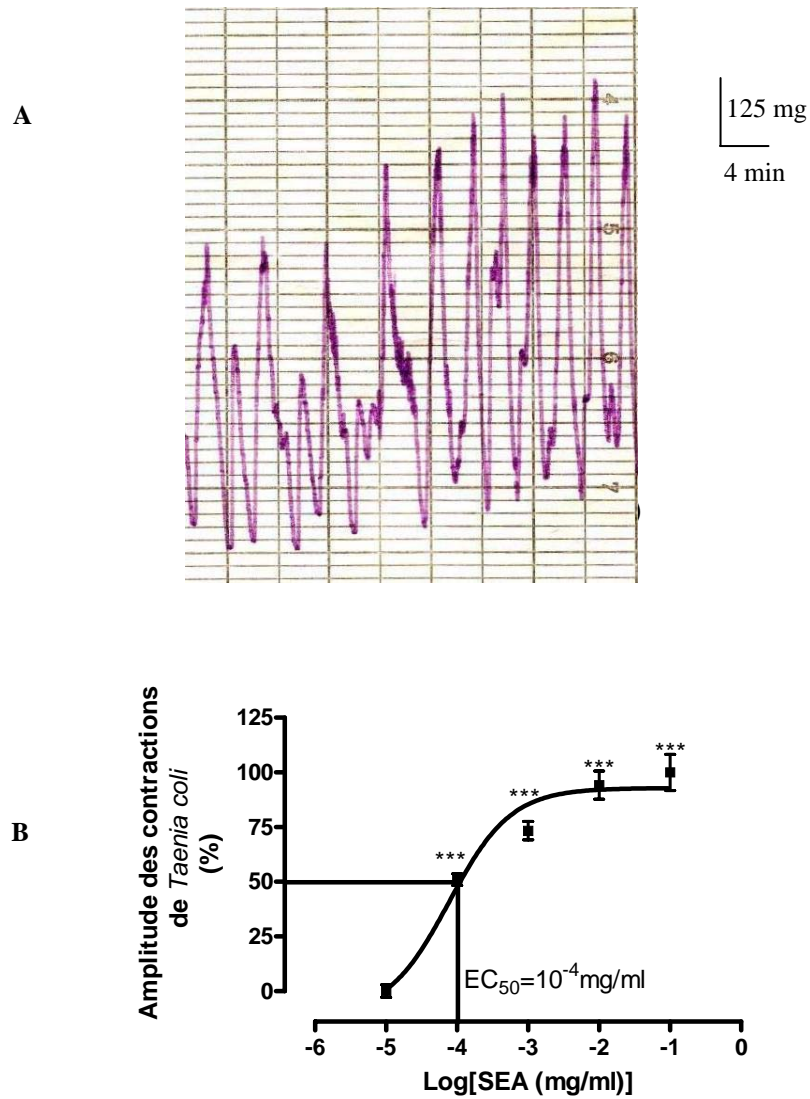 A
125 mg
4 min
4
5
6
7
B
Amplitude des contractions
de Taenia coli
(%)
125
100
75
50
25
0
***
***
***
***
EC50=10-4mg/ml
-6 -5 -4 -3 -2 -1 0
Log[SEA (mg/ml)]